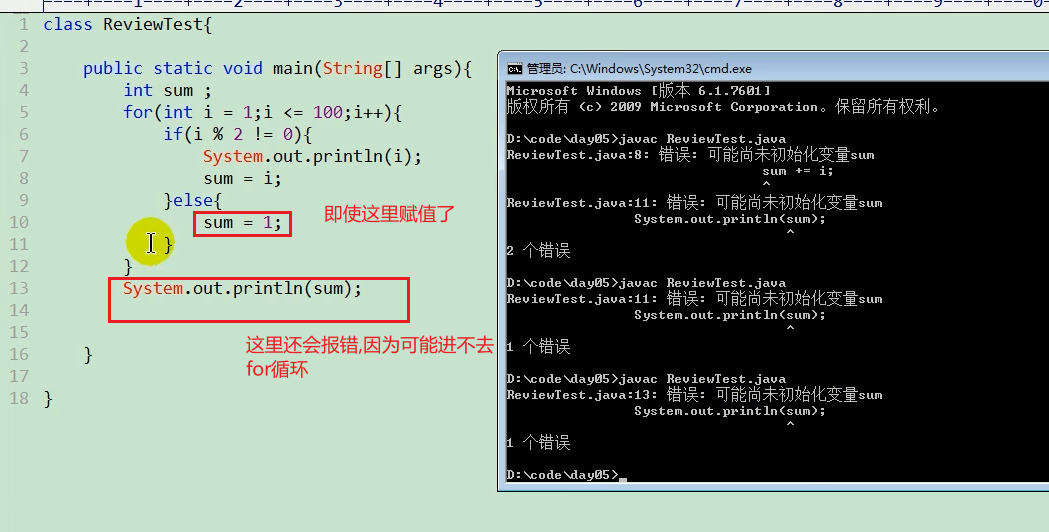 ----+----1----+----2----+----3----+----4----+----5----+----6----+----7----+----8----+----9----+----0
1 class ReviewTest{
2
3 public static void main(String[] args){
4 int sum ;
5 for(int i = 1;i <= 100;i++){
6 if(i % 2 != 0){
7 System.out.println(i);
8 sum = i;
9 }else{
10 sum = 1;
11 }
12 }
13 System.out.println(sum);
14
15
16 }
17
18 }
即使这里赋值了
这里还会报错,因为可能进不去
for循环
管理员: C:\Windows\System32\cmd.exe
Microsoft Windows [版本 6.1.7601]
版权所有 (c) 2009 Microsoft Corporation。保留所有权利。
D:\code\day05>javac ReviewTest.java
ReviewTest.java:8: 错误: 可能尚未初始化变量sum
sum += i;
^
ReviewTest.java:11: 错误: 可能尚未初始化变量sum
System.out.println(sum);
^
2 个错误
D:\code\day05>javac ReviewTest.java
ReviewTest.java:11: 错误: 可能尚未初始化变量sum
System.out.println(sum);
^
1 个错误
D:\code\day05>javac ReviewTest.java
ReviewTest.java:13: 错误: 可能尚未初始化变量sum
System.out.println(sum);
^
1 个错误
D:\code\day05>